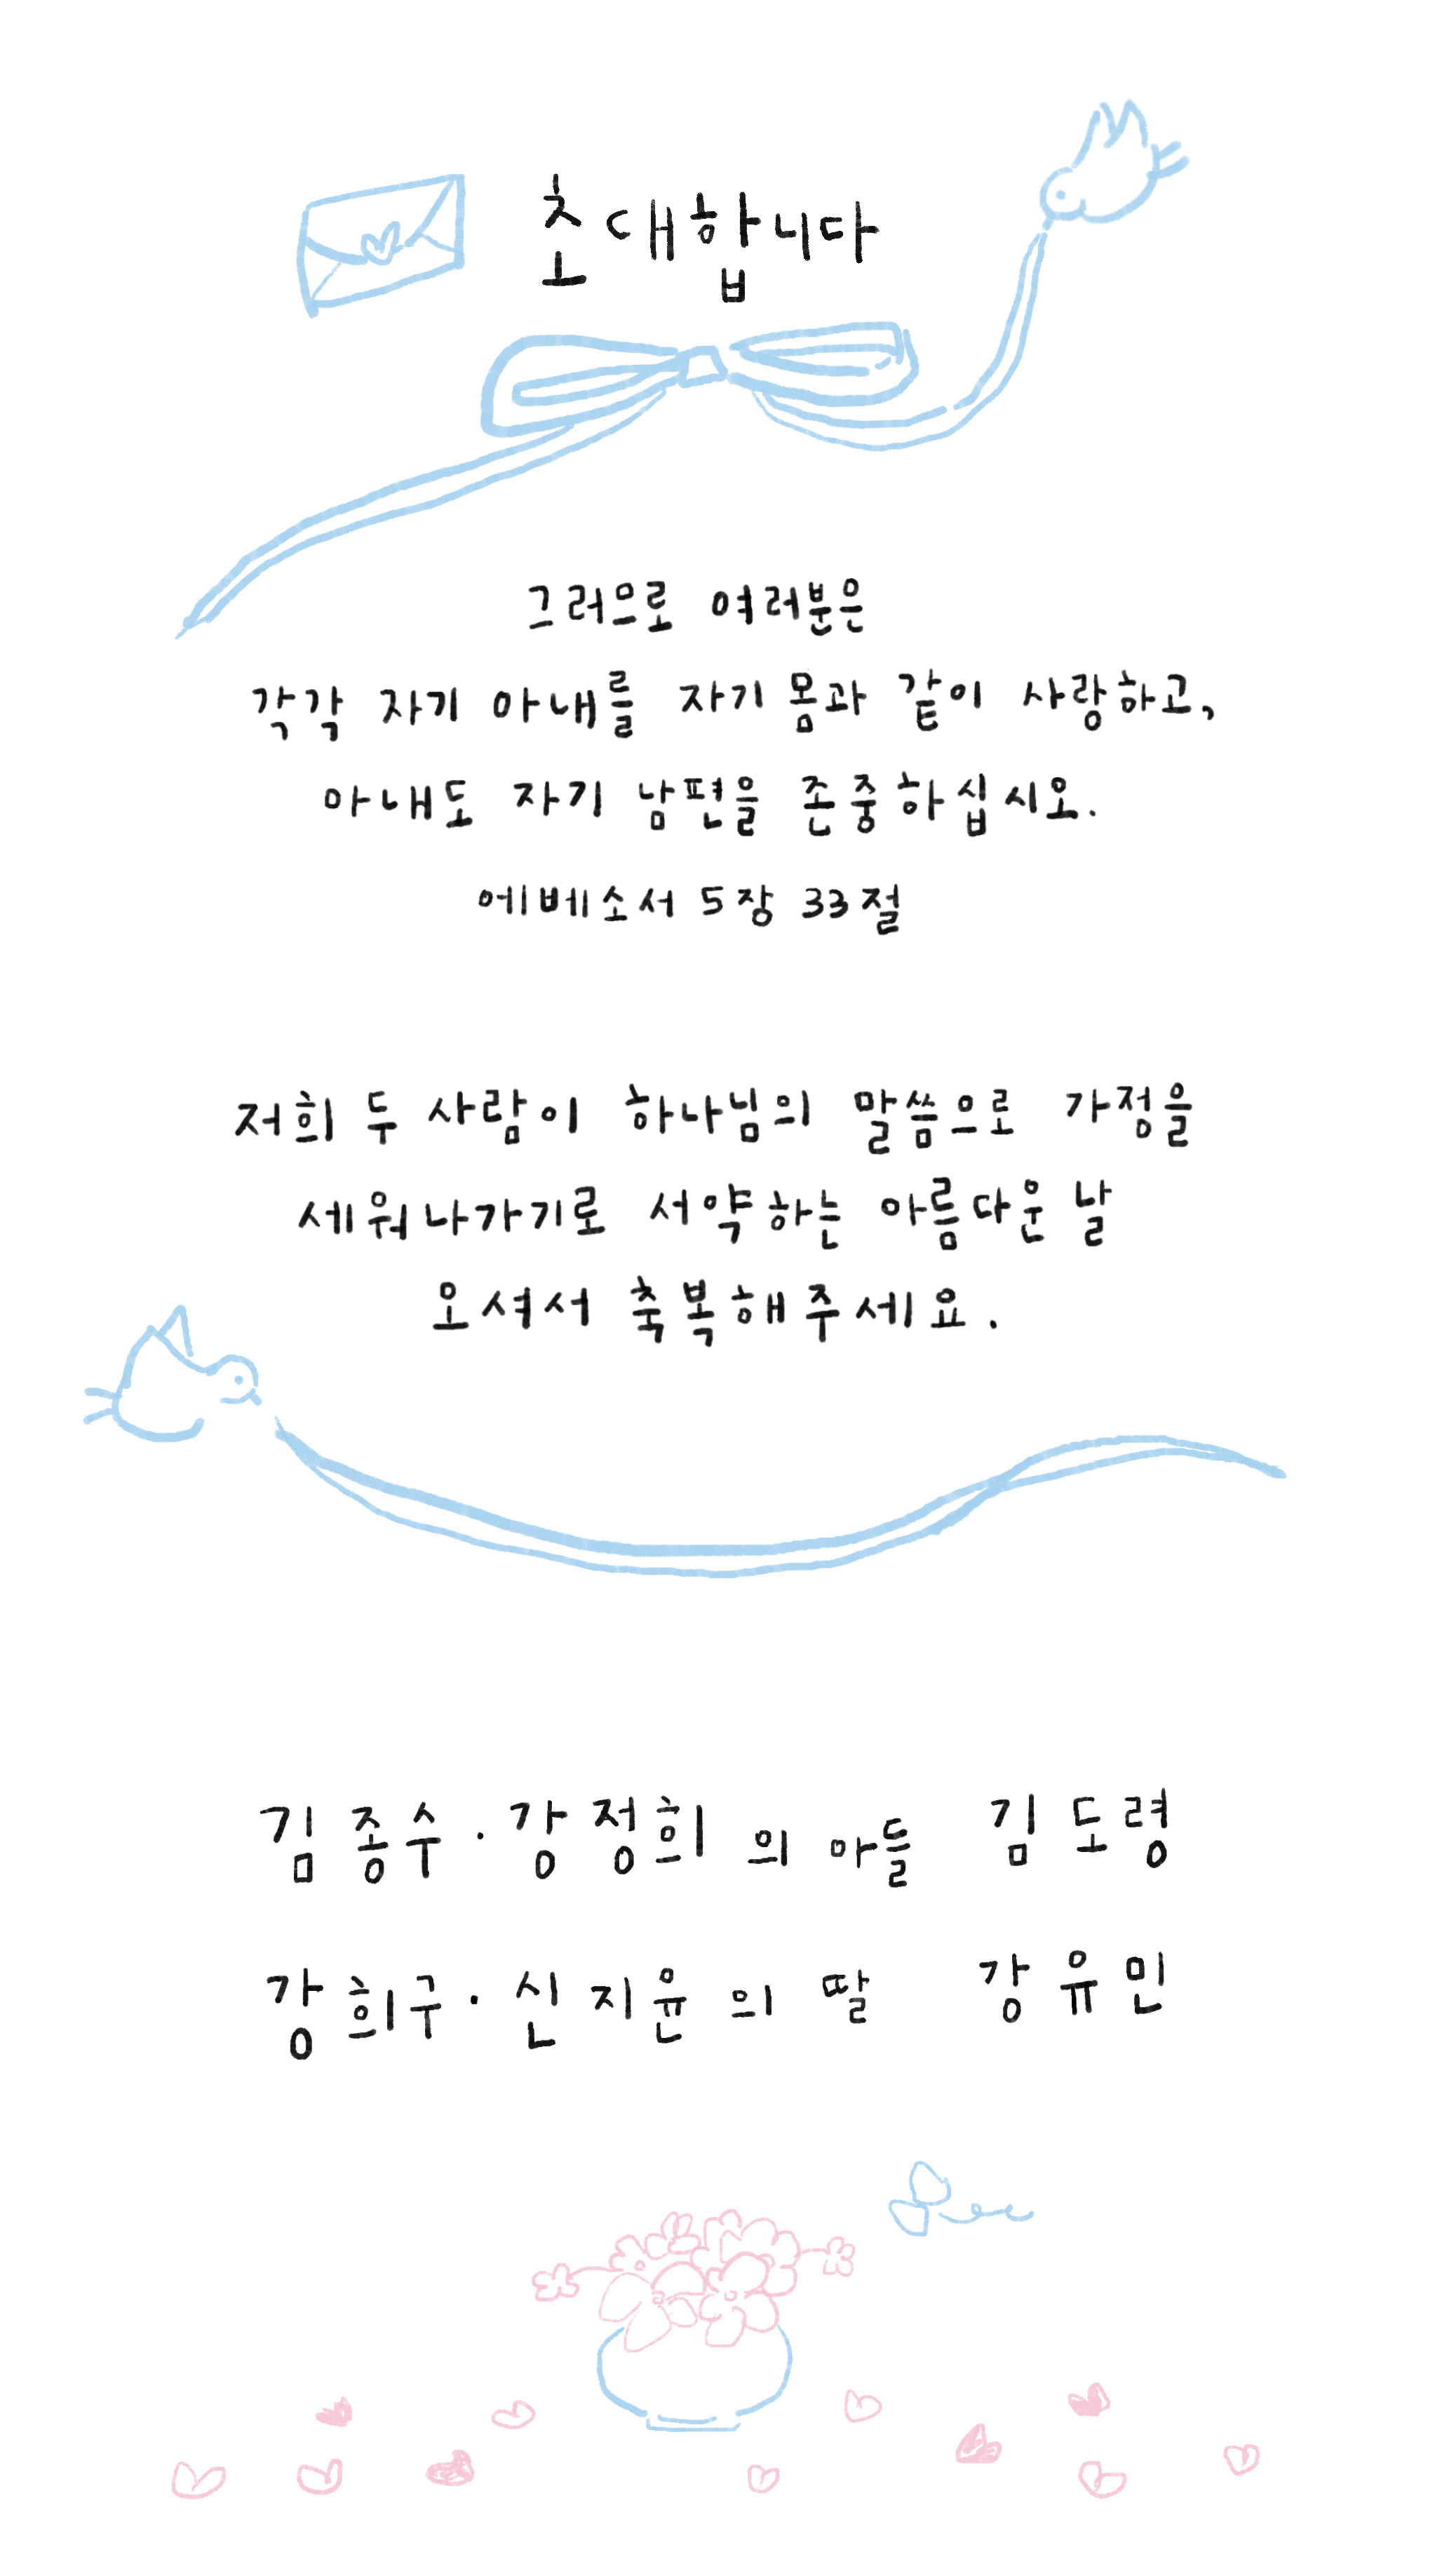 초대합니다
그러므로 여러분은
각각 자기 아내를 자기 몸과 같이 사랑하고,
아내도 자기 남편을 존중하십시오.
에베소서 5장 33절
저희 두 사람이 하나님의 말씀으로 가정을
세워나가기로 서약하는 아름다운 날
오셔서 축복해주세요.
김종수·강정희의 아들 김도령
강희구·신지윤의 딸 강유민